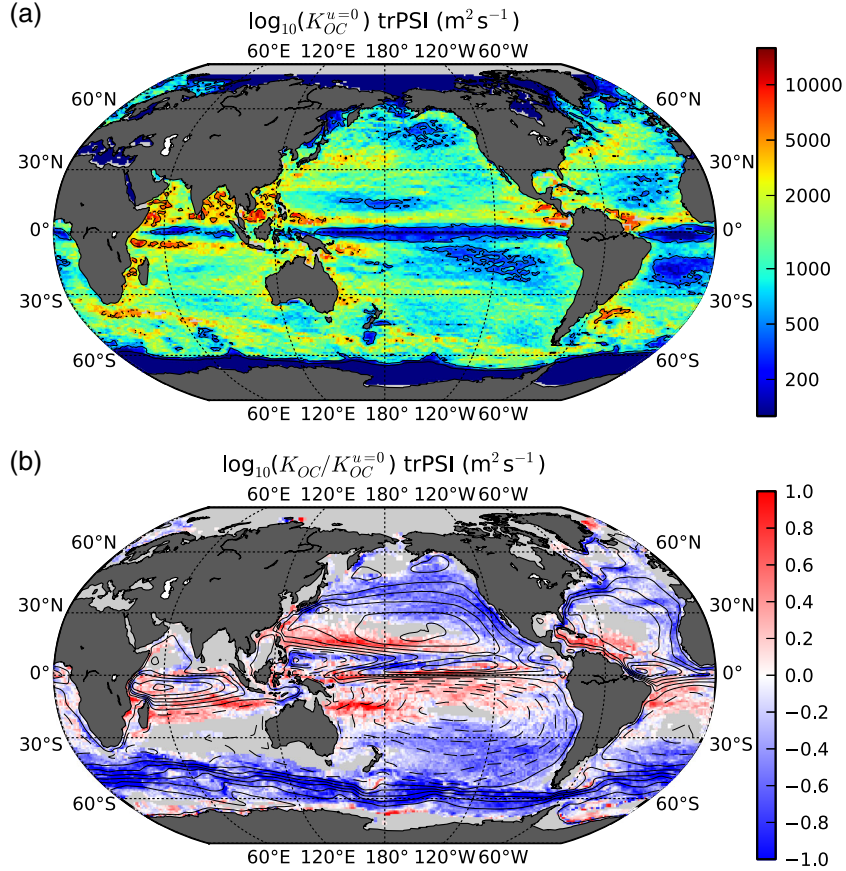 (a)
log₁₀(K_OC^{u=0}) trPSI (m² s⁻¹)
60°E 120°E 180° 120°W 60°W
60°N
60°N
30°N
30°N
0°
0°
30°S
30°S
60°S
60°S
60°E 120°E 180° 120°W 60°W
10000
5000
2000
1000
500
200
(b)
log₁₀(K_OC/K_OC^{u=0}) trPSI (m² s⁻¹)
60°E 120°E 180° 120°W 60°W
60°N
60°N
30°N
30°N
0°
0°
30°S
30°S
60°S
60°S
60°E 120°E 180° 120°W 60°W
1.0
0.8
0.6
0.4
0.2
0.0
−0.2
−0.4
−0.6
−0.8
−1.0